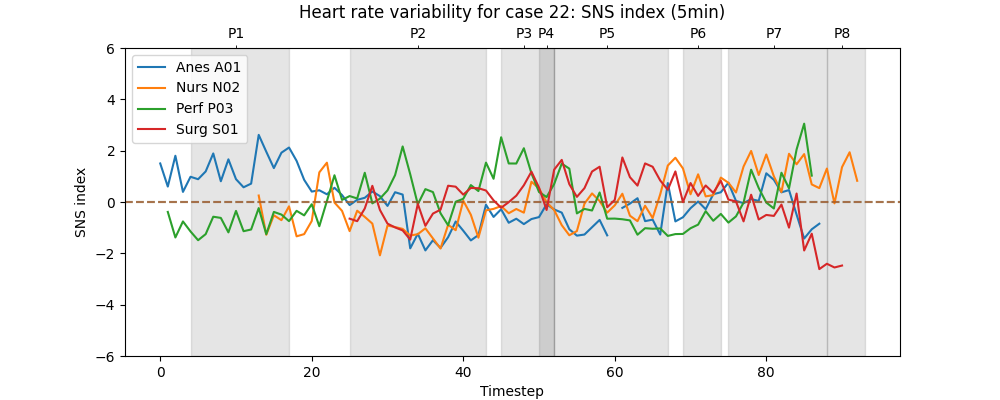 Heart rate variability for case 22: SNS index (5min)
P1 P2 P3 P4 P5 P6 P7 P8
Anes A01
Nurs N02
Perf P03
Surg S01
SNS index
6
4
2
0
−2
−4
−6
0 20 40 60 80
Timestep